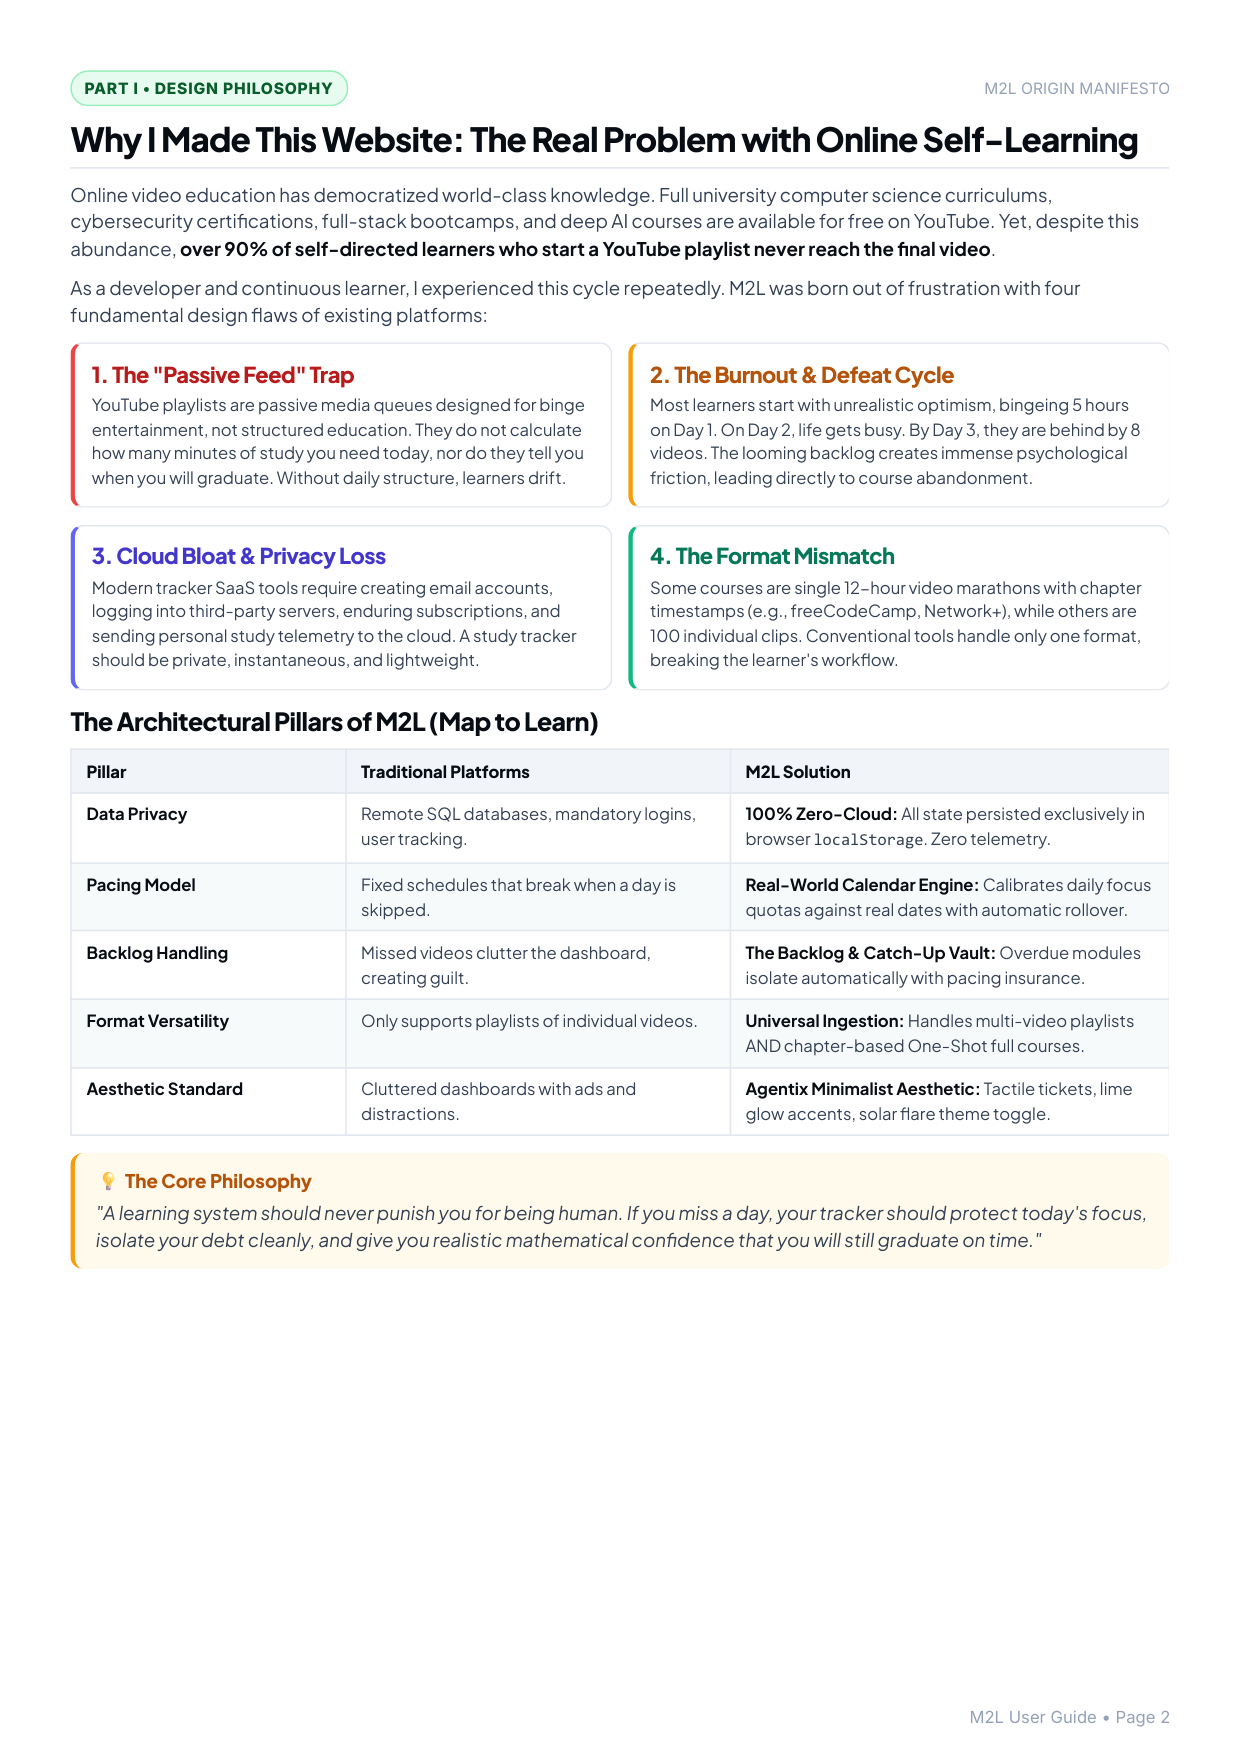 PART I • DESIGN PHILOSOPHY
M2L ORIGIN MANIFESTO
Why I Made This Website: The Real Problem with Online Self-Learning
Online video education has democratized world-class knowledge. Full university computer science curriculums,
cybersecurity certifications, full-stack bootcamps, and deep AI courses are available for free on YouTube. Yet, despite this
abundance, over 90% of self-directed learners who start a YouTube playlist never reach the final video.
As a developer and continuous learner, I experienced this cycle repeatedly. M2L was born out of frustration with four
fundamental design flaws of existing platforms:
1. The "Passive Feed" Trap
YouTube playlists are passive media queues designed for binge
entertainment, not structured education. They do not calculate
how many minutes of study you need today, nor do they tell you
when you will graduate. Without daily structure, learners drift.
2. The Burnout & Defeat Cycle
Most learners start with unrealistic optimism, bingeing 5 hours
on Day 1. On Day 2, life gets busy. By Day 3, they are behind by 8
videos. The looming backlog creates immense psychological
friction, leading directly to course abandonment.
3. Cloud Bloat & Privacy Loss
Modern tracker SaaS tools require creating email accounts,
logging into third-party servers, enduring subscriptions, and
sending personal study telemetry to the cloud. A study tracker
should be private, instantaneous, and lightweight.
4. The Format Mismatch
Some courses are single 12-hour video marathons with chapter
timestamps (e.g., freeCodeCamp, Network+), while others are
100 individual clips. Conventional tools handle only one format,
breaking the learner's workflow.
The Architectural Pillars of M2L (Map to Learn)
Pillar
Traditional Platforms
M2L Solution
Data Privacy
Remote SQL databases, mandatory logins,
user tracking.
100% Zero-Cloud: All state persisted exclusively in
browser localStorage. Zero telemetry.
Pacing Model
Fixed schedules that break when a day is
skipped.
Real-World Calendar Engine: Calibrates daily focus
quotas against real dates with automatic rollover.
Backlog Handling
Missed videos clutter the dashboard,
creating guilt.
The Backlog & Catch-Up Vault: Overdue modules
isolate automatically with pacing insurance.
Format Versatility
Only supports playlists of individual videos.
Universal Ingestion: Handles multi-video playlists
AND chapter-based One-Shot full courses.
Aesthetic Standard
Cluttered dashboards with ads and
distractions.
Agentix Minimalist Aesthetic: Tactile tickets, lime
glow accents, solar flare theme toggle.
💡 The Core Philosophy
"A learning system should never punish you for being human. If you miss a day, your tracker should protect today's focus,
isolate your debt cleanly, and give you realistic mathematical confidence that you will still graduate on time."
M2L User Guide • Page 2